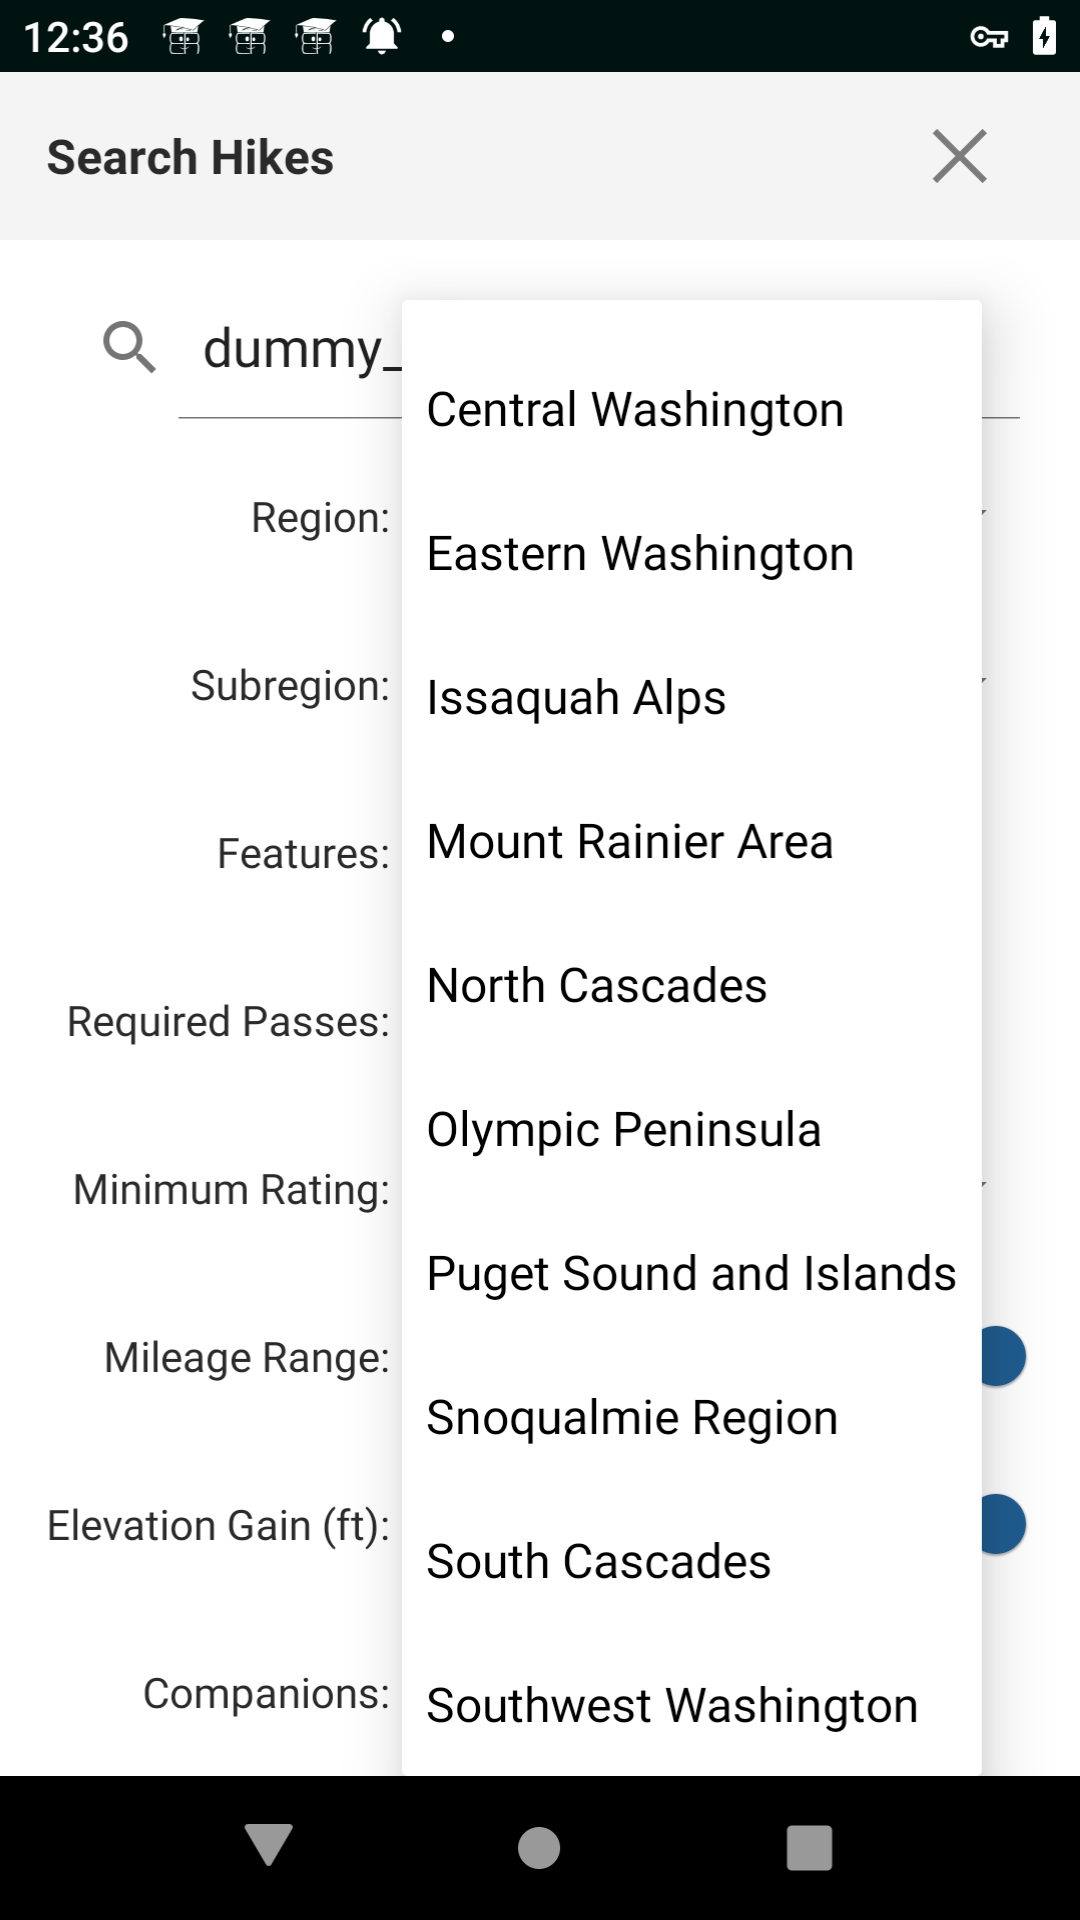 12:36
Search Hikes
dummy_
Central Washington
Region:
Eastern Washington
Subregion:
Issaquah Alps
Features:
Mount Rainier Area
North Cascades
Required Passes:
Olympic Peninsula
Minimum Rating:
Puget Sound and Islands
Mileage Range:
Snoqualmie Region
Elevation Gain (ft):
South Cascades
Companions:
Southwest Washington